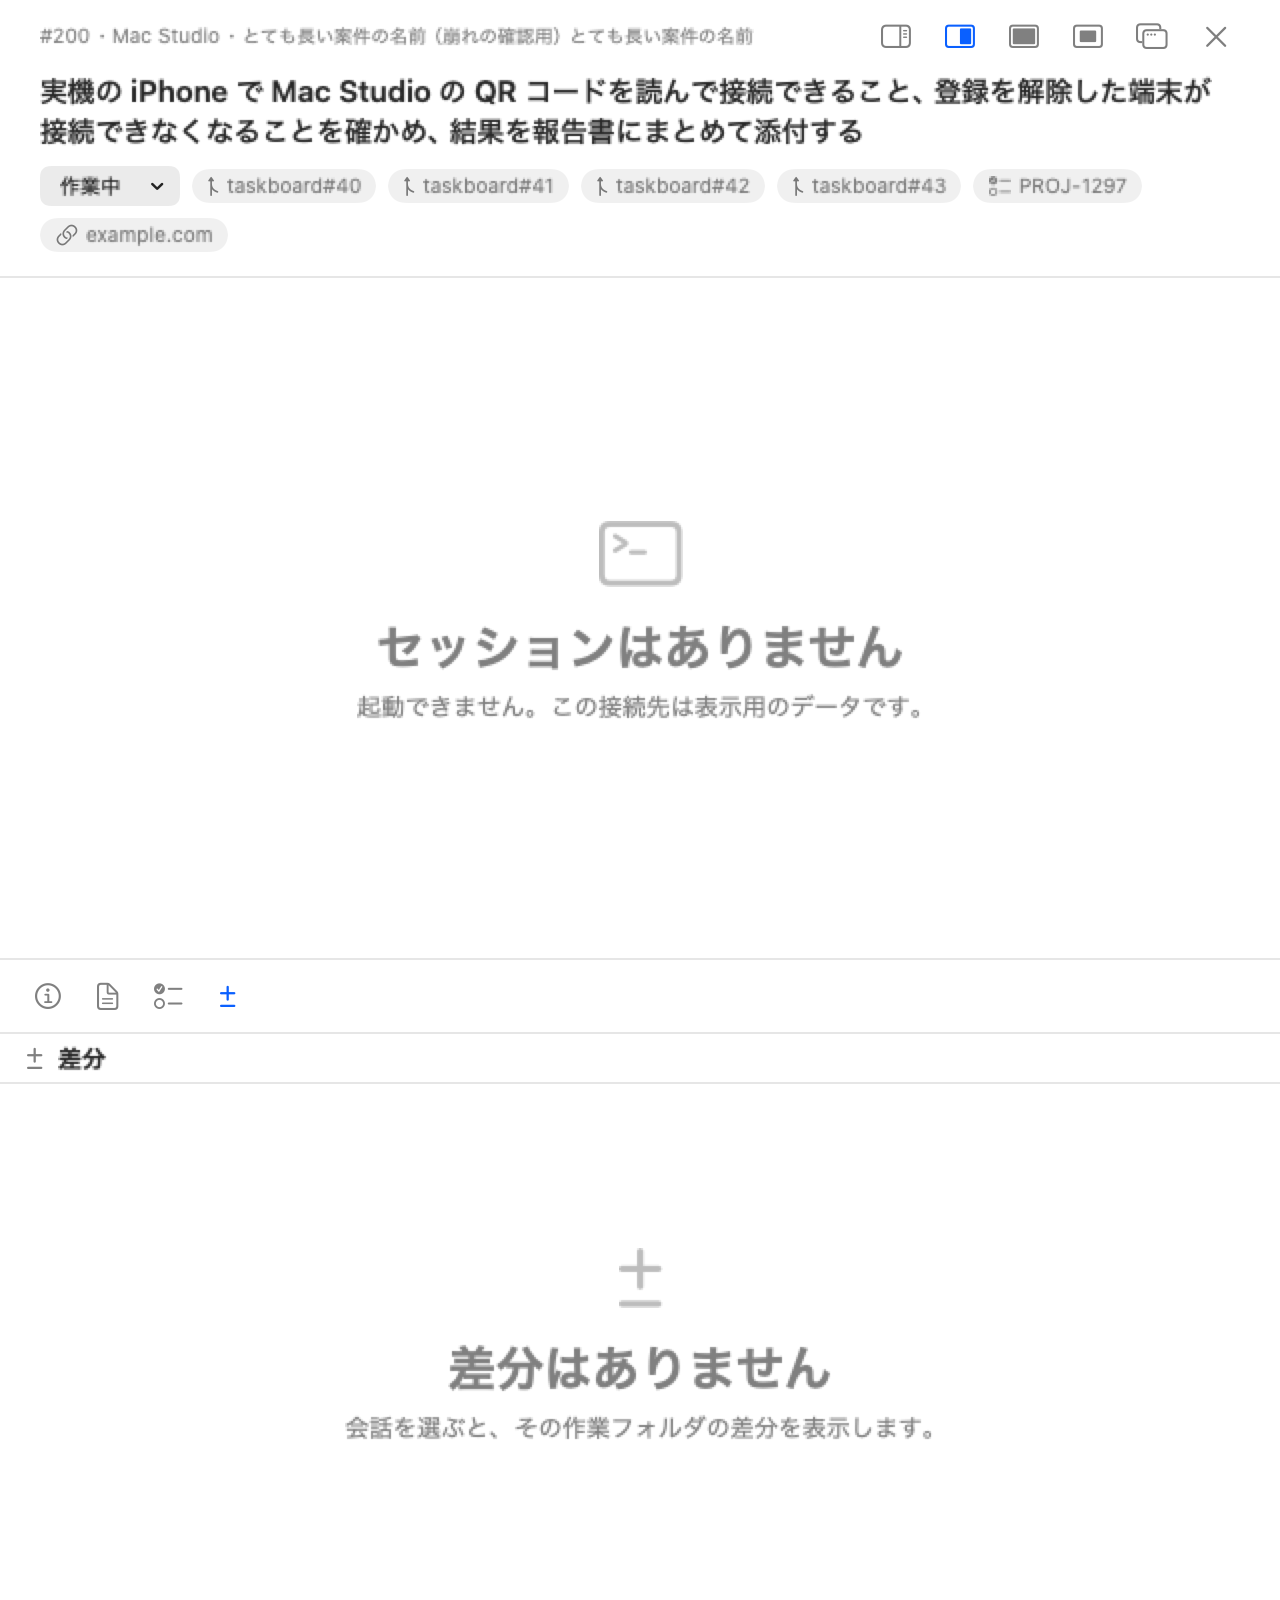 #200・Mac Studio・とても長い案件の名前（崩れの確認用）とても長い案件の名前
実機の iPhone で Mac Studio の QR コードを読んで接続できること、登録を解除した端末が
接続できなくなることを確かめ、結果を報告書にまとめて添付する
作業中 taskboard#40 taskboard#41 taskboard#42 taskboard#43 PROJ-1297
example.com
セッションはありません
起動できません。この接続先は表示用のデータです。
差分
差分はありません
会話を選ぶと、その作業フォルダの差分を表示します。